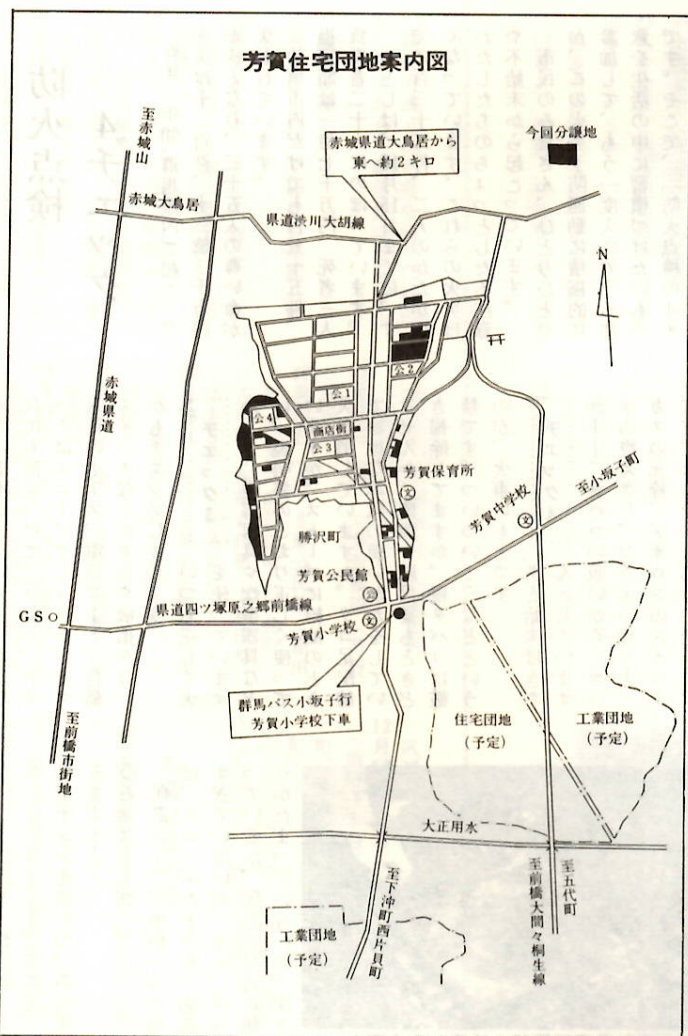 芳賀住宅団地案内図
至赤城山
赤城県道大鳥居から
東へ約2キロ
今回分譲地
赤城大鳥居
県道渋川大胡線
N
赤城県道
公2
公1
公4
商店街
公3
芳賀保育所
文
至小坂子町
芳賀中学校
文
勝沢町
芳賀公民館
公
県道四ツ塚原之郷前橋線
GS
芳賀小学校
文
群馬バス小坂子行
芳賀小学校下車
至前橋市街地
住宅団地
(予定)
工業団地
(予定)
大正用水
至下沖町西片貝町
至前橋大間々桐生線
至五代町
工業団地
(予定)
防火点検